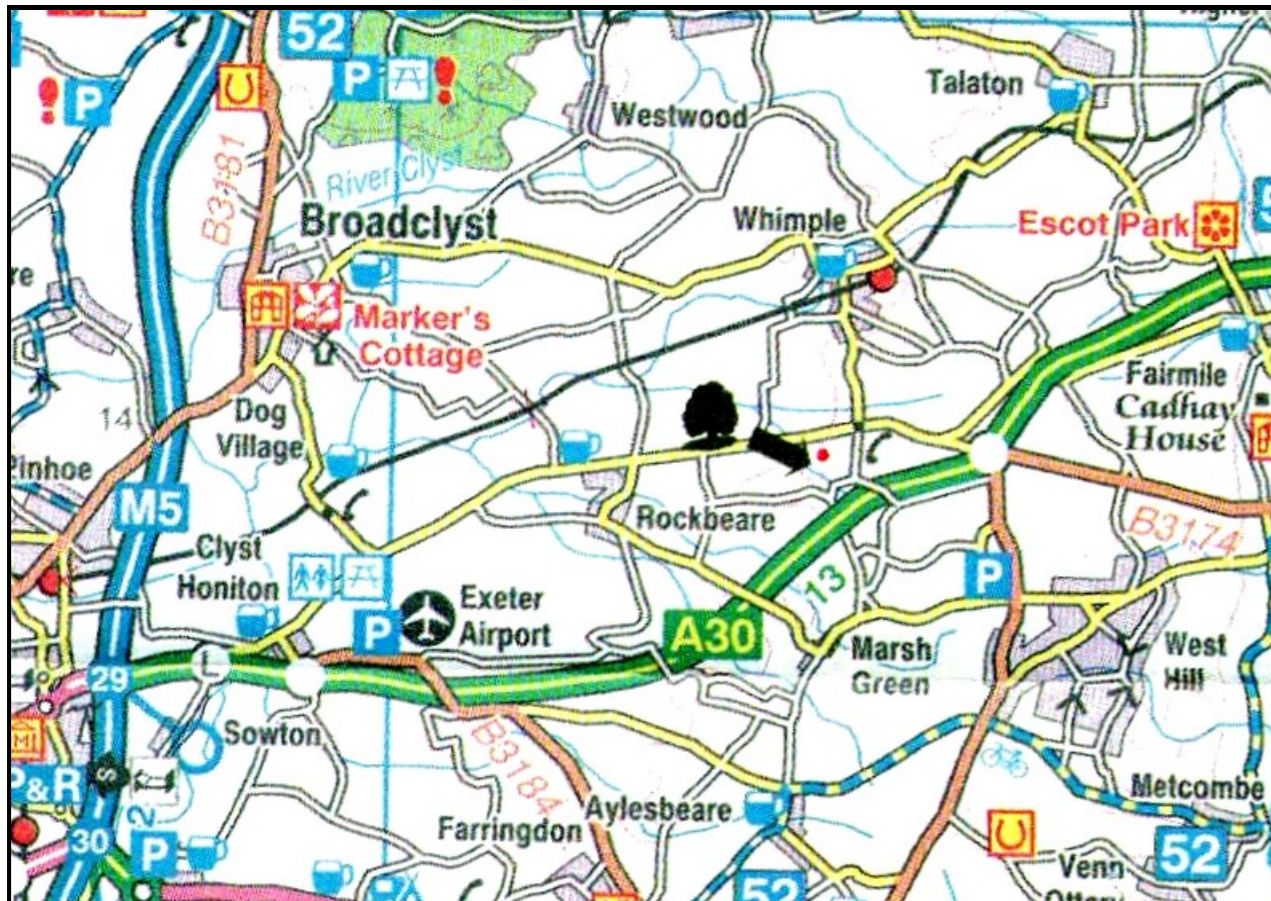 52
P
Talaton
P
Westwood
River Clyst
B3181
Broadclyst
Whimple
Escot Park
Marker's
Cottage
14
Dog
Village
Fairmile
Cadhay
House
M5
Rockbeare
B3174
Clyst
Honiton
P
Exeter
Airport
P
13
A30
Marsh
Green
West
Hill
29
Sowton
B3184
S
P&R
M
Metcombe
Aylesbeare
Farringdon
2
30
P
52
Venn
52